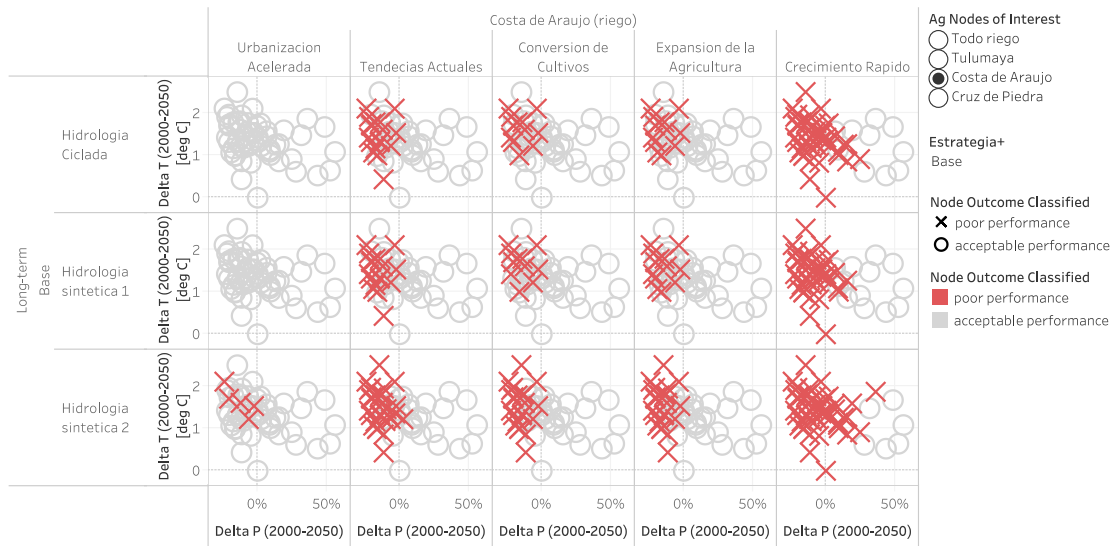 Costa de Araujo (riego)
Urbanizacion
Acelerada
Tendecias Actuales
Conversion de
Cultivos
Expansion de la
Agricultura
Crecimiento Rapido
Long-term
Base
Hidrologia
Ciclada
Delta T (2000-2050)
[deg C]
2
1
0
Hidrologia
sintetica 1
Delta T (2000-2050)
[deg C]
2
1
0
Hidrologia
sintetica 2
Delta T (2000-2050)
[deg C]
2
1
0
0% 50% 0% 50% 0% 50% 0% 50% 0% 50%
Delta P (2000-2050) Delta P (2000-2050) Delta P (2000-2050) Delta P (2000-2050) Delta P (2000-2050)
Ag Nodes of Interest
Todo riego
Tulumaya
Costa de Araujo
Cruz de Piedra
Estrategia+
Base
Node Outcome Classified
poor performance
acceptable performance
Node Outcome Classified
poor performance
acceptable performance